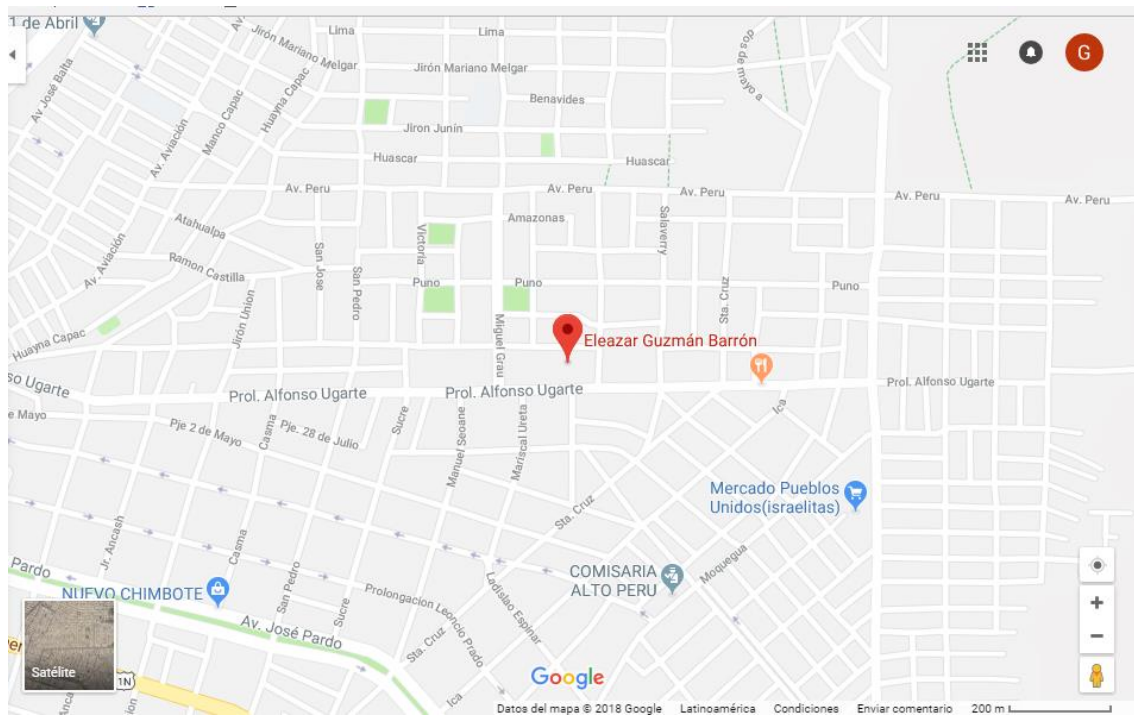 1 de Abril
Lima
Lima
G
Jirón Mariano Melgar
Jirón Mariano Melgar
dos de mayo a
Av José Balta
Benavides
Huayna Capac
Manco Capac
Av. Aviación
Jiron Junín
Huascar
Huascar
Av. Peru
Av. Peru
Av. Peru
Av. Peru
Av. Peru
Atahualpa
Amazonas
Victoria
Salaverry
Av. Aviación
Ramon Castilla
San Jose
San Pedro
Puno
Puno
Puno
Sta. Cruz
Jirón Union
Miguel Grau
Huayna Capac
Eleazar Guzmán Barrón
so Ugarte
Prol. Alfonso Ugarte
Prol. Alfonso Ugarte
Prol. Alfonso Ugarte
Ica
e Mayo
Pje 2 de Mayo
Casma
Pje. 28 de Julio
Sucre
Manuel Seoane
Mariscal Ureta
Mercado Pueblos
Unidos(israelitas)
Sta. Cruz
Jr. Ancash
Casma
COMISARIA
ALTO PERU
Moquegua
Pardo
NUEVO CHIMBOTE
San Pedro
Sucre
Prolongacion Leoncio Prado
Ladislao Espinar
Av. José Pardo
Sta. Cruz
Satélite
1N
Google
Ica
Anca
Datos del mapa © 2018 Google
Latinoamérica
Condiciones
Enviar comentario
200 m